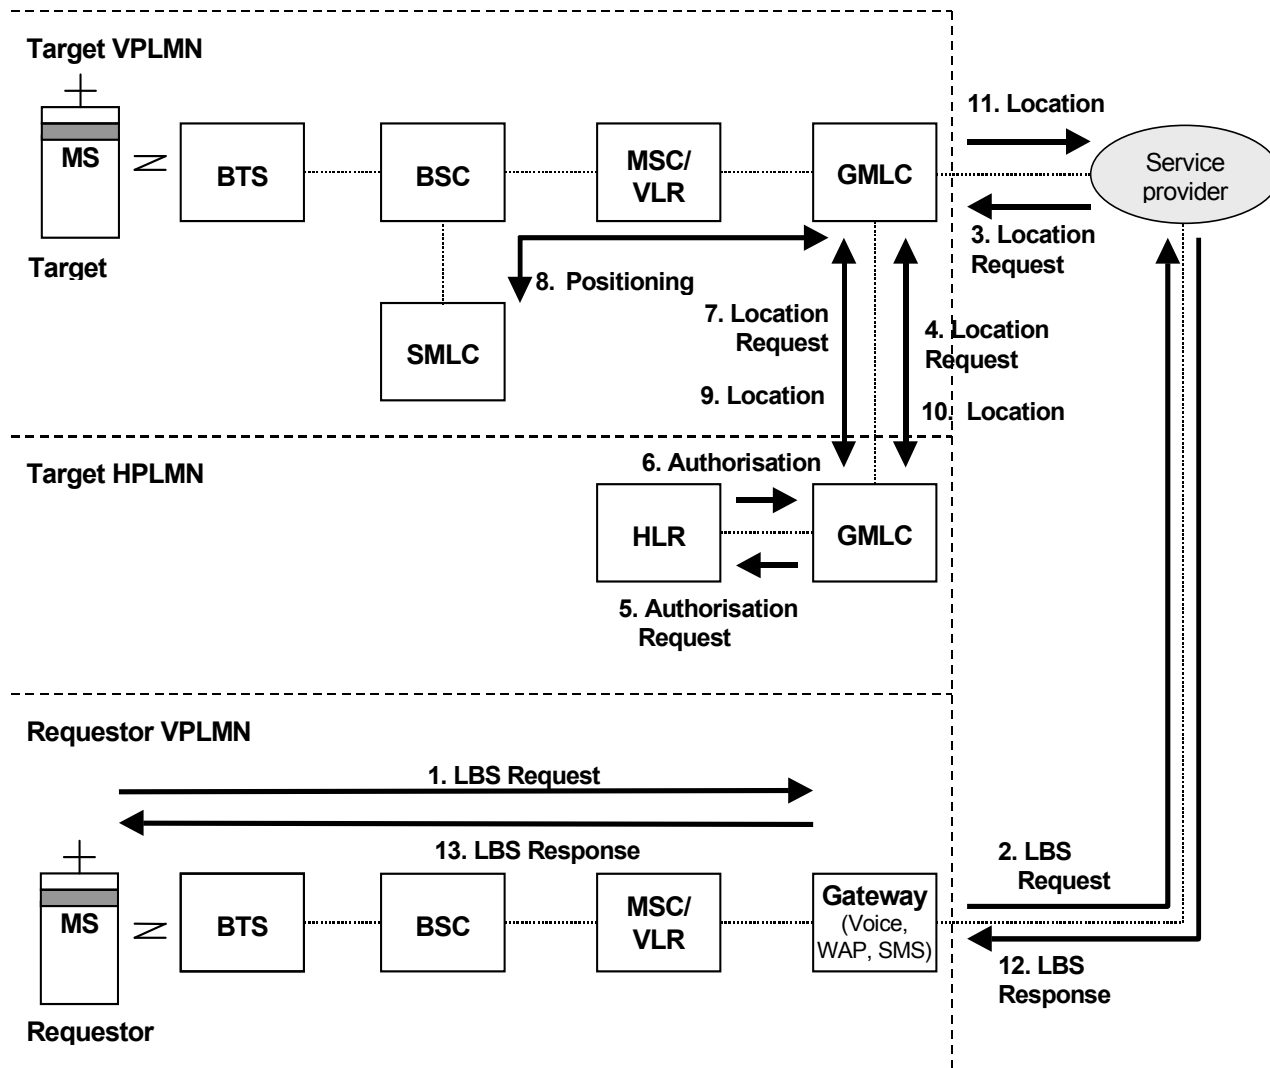 Target VPLMN
MS
Target
BTS
BSC
MSC/
VLR
GMLC
11. Location
Service
provider
3. Location
Request
8. Positioning
SMLC
7. Location
Request
4. Location
Request
9. Location
10. Location
Target HPLMN
6. Authorisation
HLR
GMLC
5. Authorisation
Request
Requestor VPLMN
1. LBS Request
13. LBS Response
MS
Requestor
BTS
BSC
MSC/
VLR
Gateway
(Voice,
WAP, SMS)
2. LBS
Request
12. LBS
Response